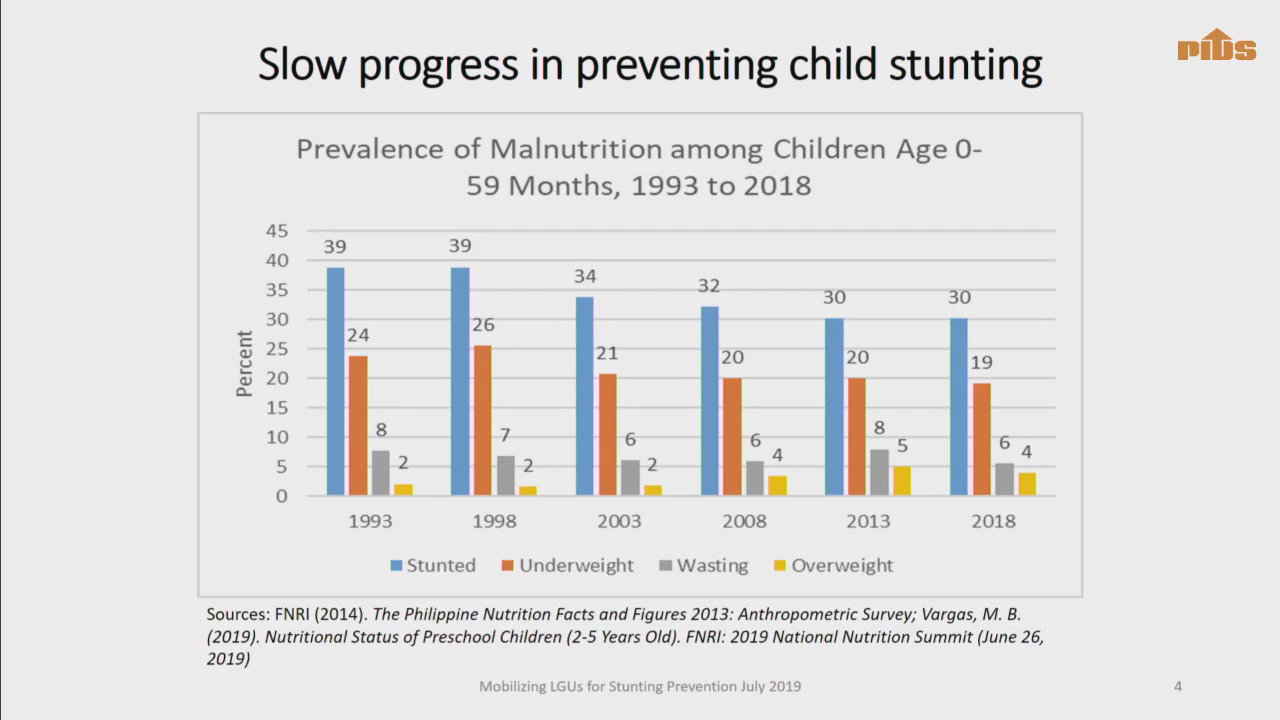 PIDS
Slow progress in preventing child stunting
Prevalence of Malnutrition among Children Age 0-
59 Months, 1993 to 2018
Percent
45
40
35
30
25
20
15
10
5
0
39 24 8 2
39 26 7 2
34 21 6 2
32 20 6 4
30 20 8 5
30 19 6 4
1993 1998 2003 2008 2013 2018
Stunted Underweight Wasting Overweight
Sources: FNRI (2014). The Philippine Nutrition Facts and Figures 2013: Anthropometric Survey; Vargas, M. B.
(2019). Nutritional Status of Preschool Children (2-5 Years Old). FNRI: 2019 National Nutrition Summit (June 26,
2019)
Mobilizing LGUs for Stunting Prevention July 2019 4